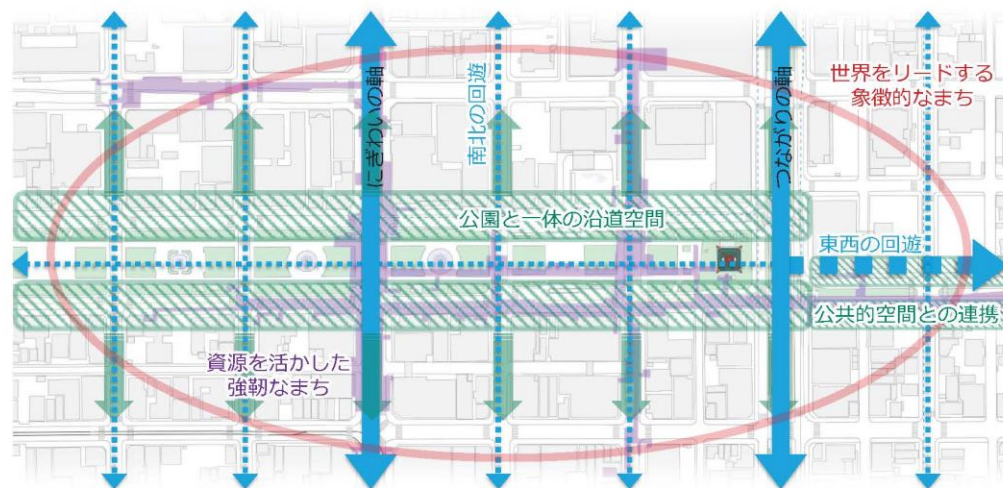 にぎわいの軸
南北の回遊
つながりの軸
世界をリードする
象徴的なまち
公園と一体の沿道空間
東西の回遊
公共的空間との連携
資源を活かした
強靭なまち